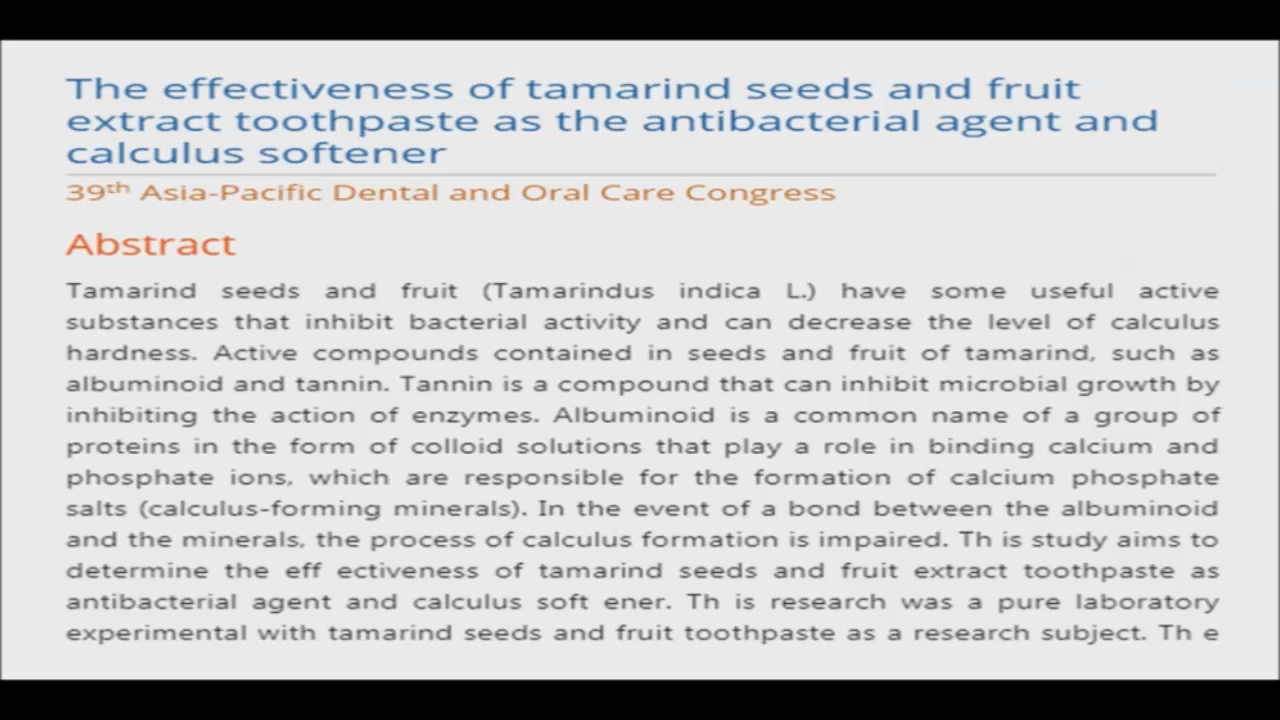 The effectiveness of tamarind seeds and fruit
extract toothpaste as the antibacterial agent and
calculus softener
39th Asia-Pacific Dental and Oral Care Congress
Abstract
Tamarind seeds and fruit (Tamarindus indica L.) have some useful active
substances that inhibit bacterial activity and can decrease the level of calculus
hardness. Active compounds contained in seeds and fruit of tamarind, such as
albuminoid and tannin. Tannin is a compound that can inhibit microbial growth by
inhibiting the action of enzymes. Albuminoid is a common name of a group of
proteins in the form of colloid solutions that play a role in binding calcium and
phosphate ions, which are responsible for the formation of calcium phosphate
salts (calculus-forming minerals). In the event of a bond between the albuminoid
and the minerals, the process of calculus formation is impaired. Th is study aims to
determine the eff ectiveness of tamarind seeds and fruit extract toothpaste as
antibacterial agent and calculus soft ener. Th is research was a pure laboratory
experimental with tamarind seeds and fruit toothpaste as a research subject. Th e